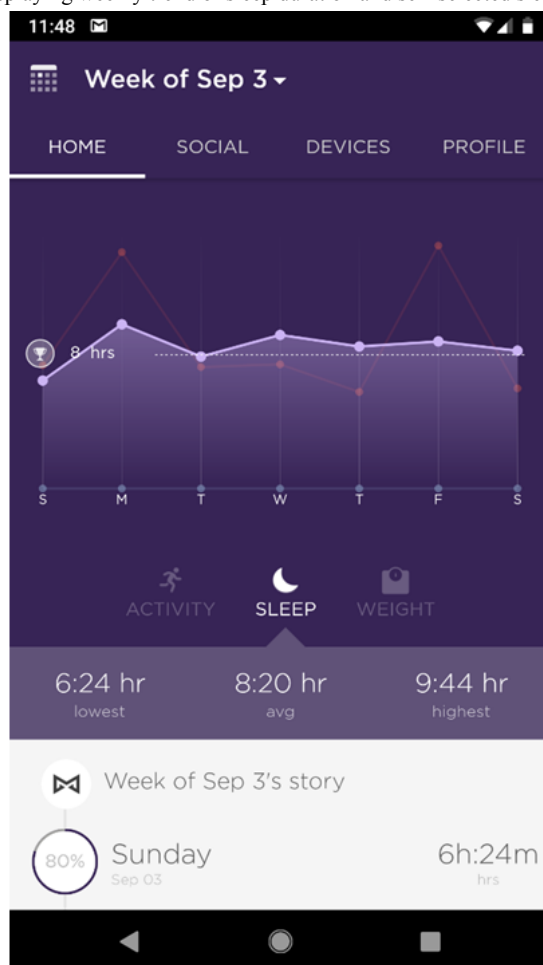 11:48
Week of Sep 3
HOME SOCIAL DEVICES PROFILE
8 hrs
S M T W T F S
ACTIVITY SLEEP WEIGHT
6:24 hr 8:20 hr 9:44 hr
lowest avg highest
Week of Sep 3's story
80% Sunday 6h:24m
Sep 03 hrs